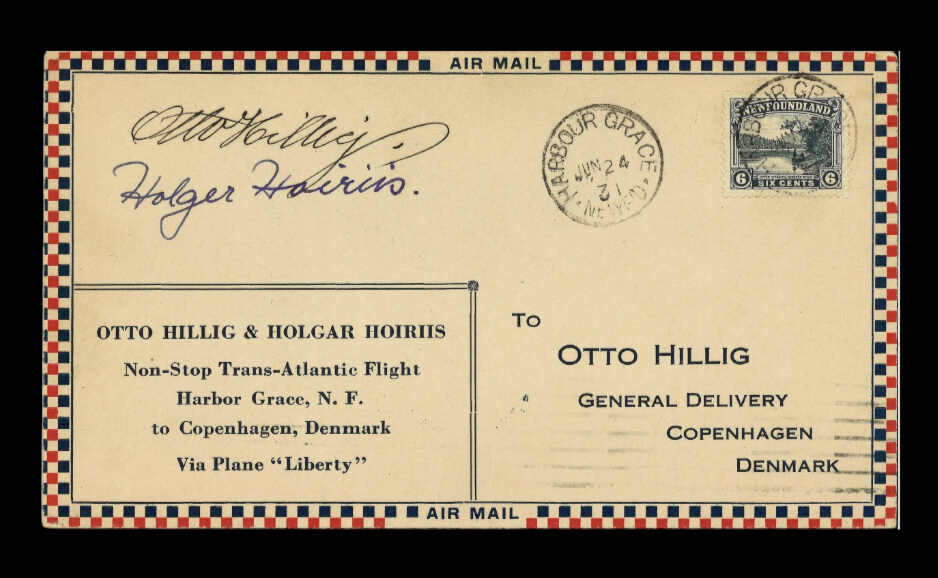 AIR MAIL
Otto Hillig
Holger Hoiriis.
HARBOUR GRACE
JUN 24
31
NEWF'D
NEWFOUNDLAND
6 SIX CENTS 6
OTTO HILLIG & HOLGAR HOIRIIS
Non-Stop Trans-Atlantic Flight
Harbor Grace, N. F.
to Copenhagen, Denmark
Via Plane “Liberty”
To
OTTO HILLIG
GENERAL DELIVERY
COPENHAGEN
DENMARK
AIR MAIL